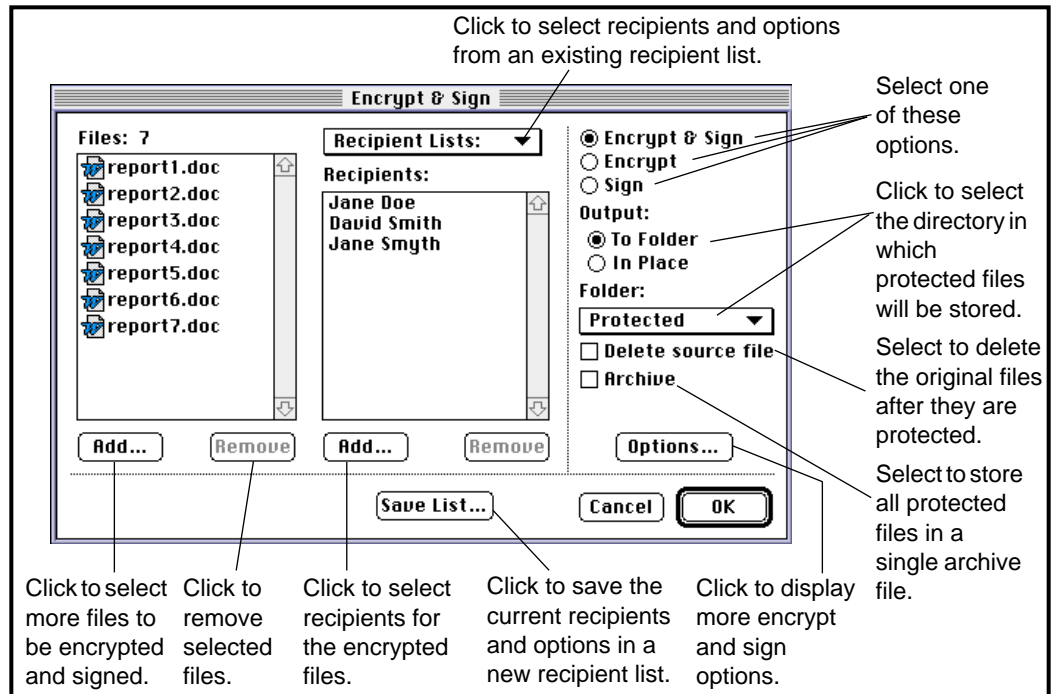 Click to select recipients and options
from an existing recipient list.
Encrypt & Sign
Files: 7
report1.doc
report2.doc
report3.doc
report4.doc
report5.doc
report6.doc
report7.doc
Add...
Remove
Recipient Lists:
Recipients:
Jane Doe
David Smith
Jane Smyth
Add...
Remove
Encrypt & Sign
Encrypt
Sign
Output:
To Folder
In Place
Folder:
Protected
Delete source file
Archive
Options...
Save List...
Cancel
OK
Select one
of these
options.
Click to select
the directory in
which
protected files
will be stored.
Select to delete
the original files
after they are
protected.
Select to store
all protected
files in a
single archive
file.
Click to select
more files to
be encrypted
and signed.
Click to
remove
selected
files.
Click to select
recipients for
the encrypted
files.
Click to save the
current recipients
and options in a
new recipient list.
Click to display
more encrypt
and sign
options.